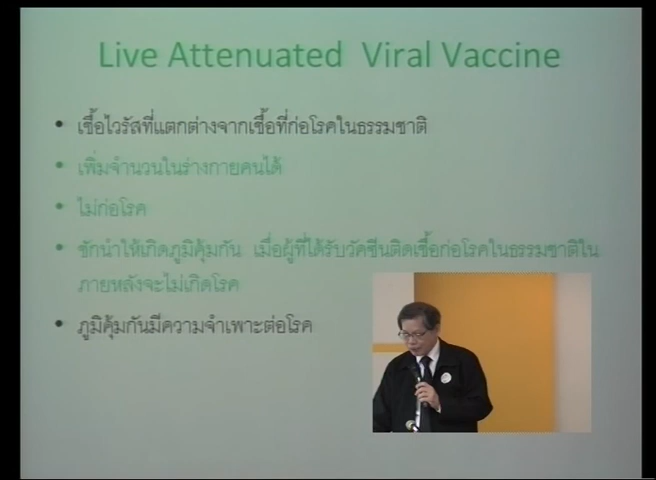 Live Attenuated Viral Vaccine
• เชื้อไวรัสที่แตกต่างจากเชื้อที่ก่อโรคในธรรมชาติ
• เพิ่มจำนวนในร่างกายคนได้
• ไม่ก่อโรค
• ชักนำให้เกิดภูมิคุ้มกัน เมื่อผู้ที่ได้รับวัคซีนติดเชื้อก่อโรคในธรรมชาติใน
ภายหลังจะไม่เกิดโรค
• ภูมิคุ้มกันมีความจำเพาะต่อโรค